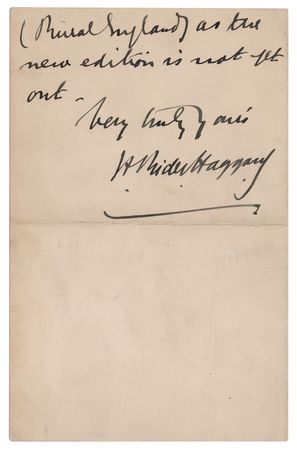 (Rural England) as the
new edition is not yet
out –
Very truly yours
H Rider Haggard